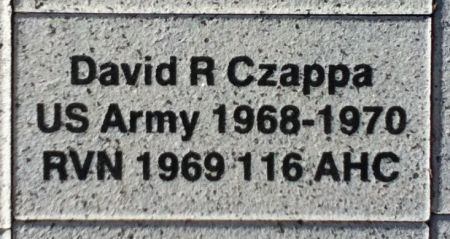 David R Czappa
US Army 1968-1970
RVN 1969 116 AHC